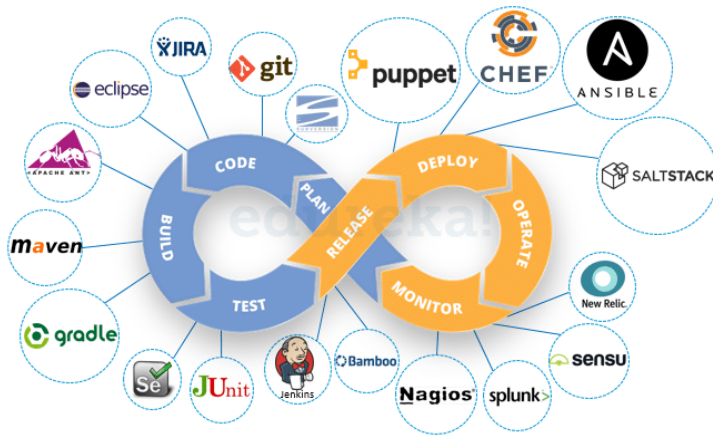 JIRA
git
eclipse
SUBVERSION
puppet
CHEF
ANSIBLE
<APACHE ANT>
CODE
PLAN
DEPLOY
SALTSTACK
BUILD
edureka!
RELEASE
OPERATE
maven
TEST
MONITOR
New Relic.
gradle
Se
JUnit
Jenkins
Bamboo
Nagios®
splunk>
sensu